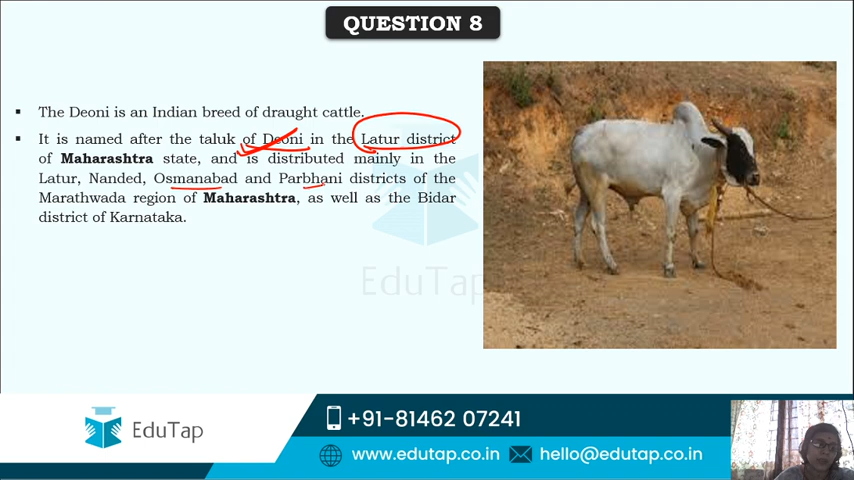 QUESTION 8
▪ The Deoni is an Indian breed of draught cattle.
▪ It is named after the taluk of Deoni in the Latur district
of Maharashtra state, and is distributed mainly in the
Latur, Nanded, Osmanabad and Parbhani districts of the
Marathwada region of Maharashtra, as well as the Bidar
district of Karnataka.
EduTap
EduTap
+91-81462 07241
www.edutap.co.in hello@edutap.co.in